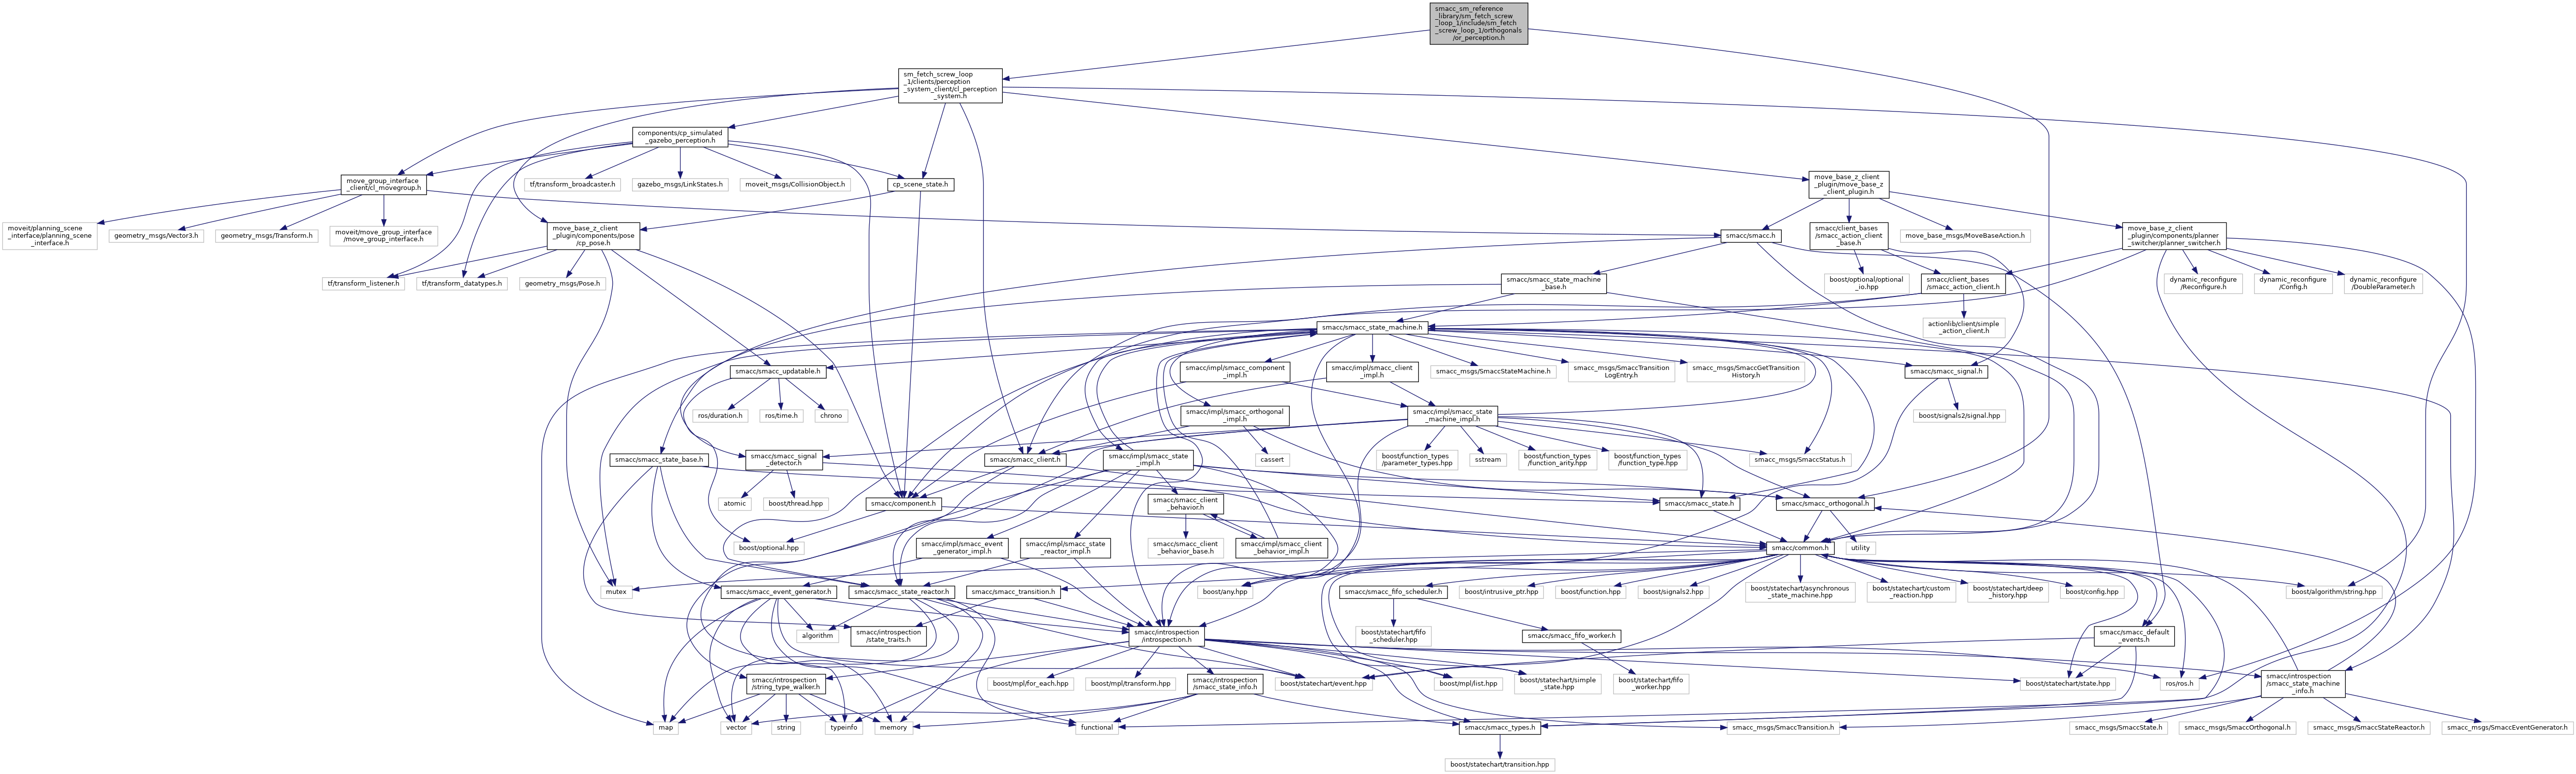 smacc_sm_reference
_library/sm_fetch_screw
_loop_1/include/sm_fetch
_screw_loop_1/orthogonals
/or_perception.h
sm_fetch_screw_loop
_1/clients/perception
_system_client/cl_perception
_system.h
components/cp_simulated
_gazebo_perception.h
move_group_interface
_client/cl_movegroup.h
tf/transform_broadcaster.h
gazebo_msgs/LinkStates.h
moveit_msgs/CollisionObject.h
cp_scene_state.h
move_base_z_client
_plugin/move_base_z
_client_plugin.h
moveit/planning_scene
_interface/planning_scene
_interface.h
geometry_msgs/Vector3.h
geometry_msgs/Transform.h
moveit/move_group_interface
/move_group_interface.h
move_base_z_client
_plugin/components/pose
/cp_pose.h
smacc/smacc.h
smacc/client_bases
/smacc_action_client
_base.h
move_base_msgs/MoveBaseAction.h
move_base_z_client
_plugin/components/planner
_switcher/planner_switcher.h
tf/transform_listener.h
tf/transform_datatypes.h
geometry_msgs/Pose.h
smacc/smacc_state_machine
_base.h
boost/optional/optional
_io.hpp
smacc/client_bases
/smacc_action_client.h
dynamic_reconfigure
/Reconfigure.h
dynamic_reconfigure
/Config.h
dynamic_reconfigure
/DoubleParameter.h
smacc/smacc_state_machine.h
actionlib/client/simple
_action_client.h
smacc/smacc_updatable.h
smacc/impl/smacc_component
_impl.h
smacc/impl/smacc_client
_impl.h
smacc_msgs/SmaccStateMachine.h
smacc_msgs/SmaccTransition
LogEntry.h
smacc_msgs/SmaccGetTransition
History.h
smacc/smacc_signal.h
ros/duration.h
ros/time.h
chrono
smacc/impl/smacc_orthogonal
_impl.h
smacc/impl/smacc_state
_machine_impl.h
boost/signals2/signal.hpp
smacc/smacc_state_base.h
smacc/smacc_signal
_detector.h
smacc/smacc_client.h
smacc/impl/smacc_state
_impl.h
cassert
boost/function_types
/parameter_types.hpp
sstream
boost/function_types
/function_arity.hpp
boost/function_types
/function_type.hpp
smacc_msgs/SmaccStatus.h
atomic
boost/thread.hpp
smacc/component.h
smacc/smacc_client
_behavior.h
smacc/smacc_state.h
smacc/smacc_orthogonal.h
boost/optional.hpp
smacc/impl/smacc_event
_generator_impl.h
smacc/impl/smacc_state
_reactor_impl.h
smacc/smacc_client
_behavior_base.h
smacc/impl/smacc_client
_behavior_impl.h
smacc/common.h
utility
mutex
smacc/smacc_event_generator.h
smacc/smacc_state_reactor.h
smacc/smacc_transition.h
boost/any.hpp
smacc/smacc_fifo_scheduler.h
boost/intrusive_ptr.hpp
boost/function.hpp
boost/signals2.hpp
boost/statechart/asynchronous
_state_machine.hpp
boost/statechart/custom
_reaction.hpp
boost/statechart/deep
_history.hpp
boost/config.hpp
boost/algorithm/string.hpp
algorithm
smacc/introspection
/state_traits.h
smacc/introspection
/introspection.h
boost/statechart/fifo
_scheduler.hpp
smacc/smacc_fifo_worker.h
smacc/smacc_default
_events.h
smacc/introspection
/string_type_walker.h
boost/mpl/for_each.hpp
boost/mpl/transform.hpp
smacc/introspection
/smacc_state_info.h
boost/statechart/event.hpp
boost/mpl/list.hpp
boost/statechart/simple
_state.hpp
boost/statechart/fifo
_worker.hpp
boost/statechart/state.hpp
ros/ros.h
smacc/introspection
/smacc_state_machine
_info.h
map
vector
string
typeinfo
memory
functional
smacc/smacc_types.h
smacc_msgs/SmaccTransition.h
smacc_msgs/SmaccState.h
smacc_msgs/SmaccOrthogonal.h
smacc_msgs/SmaccStateReactor.h
smacc_msgs/SmaccEventGenerator.h
boost/statechart/transition.hpp